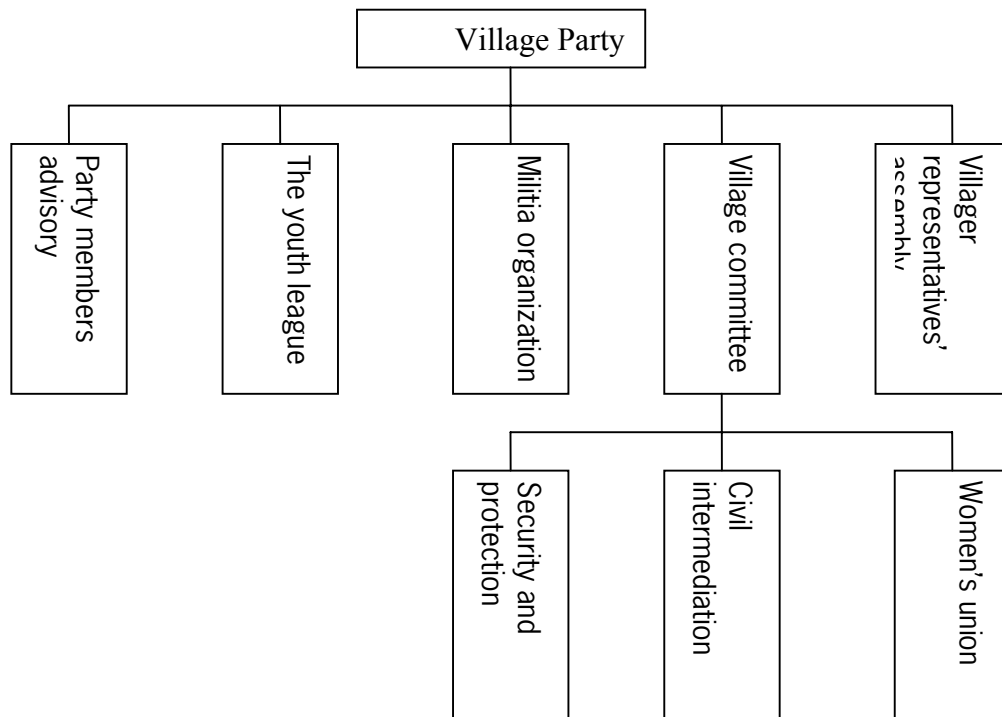 Village Party
Party members
advisory
The youth league
Militia organization
Village committee
Villager
representatives’
assembly
Security and
protection
Civil
intermediation
Women’s union